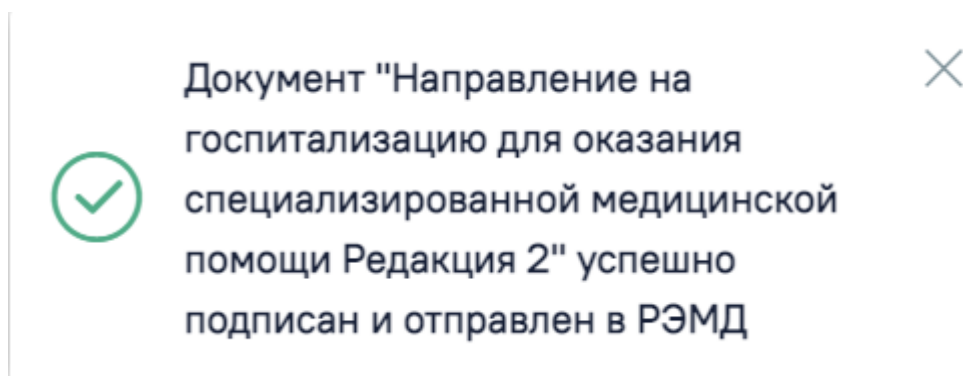 Документ "Направление на
госпитализацию для оказания
специализированной медицинской
помощи Редакция 2" успешно
подписан и отправлен в РЭМД